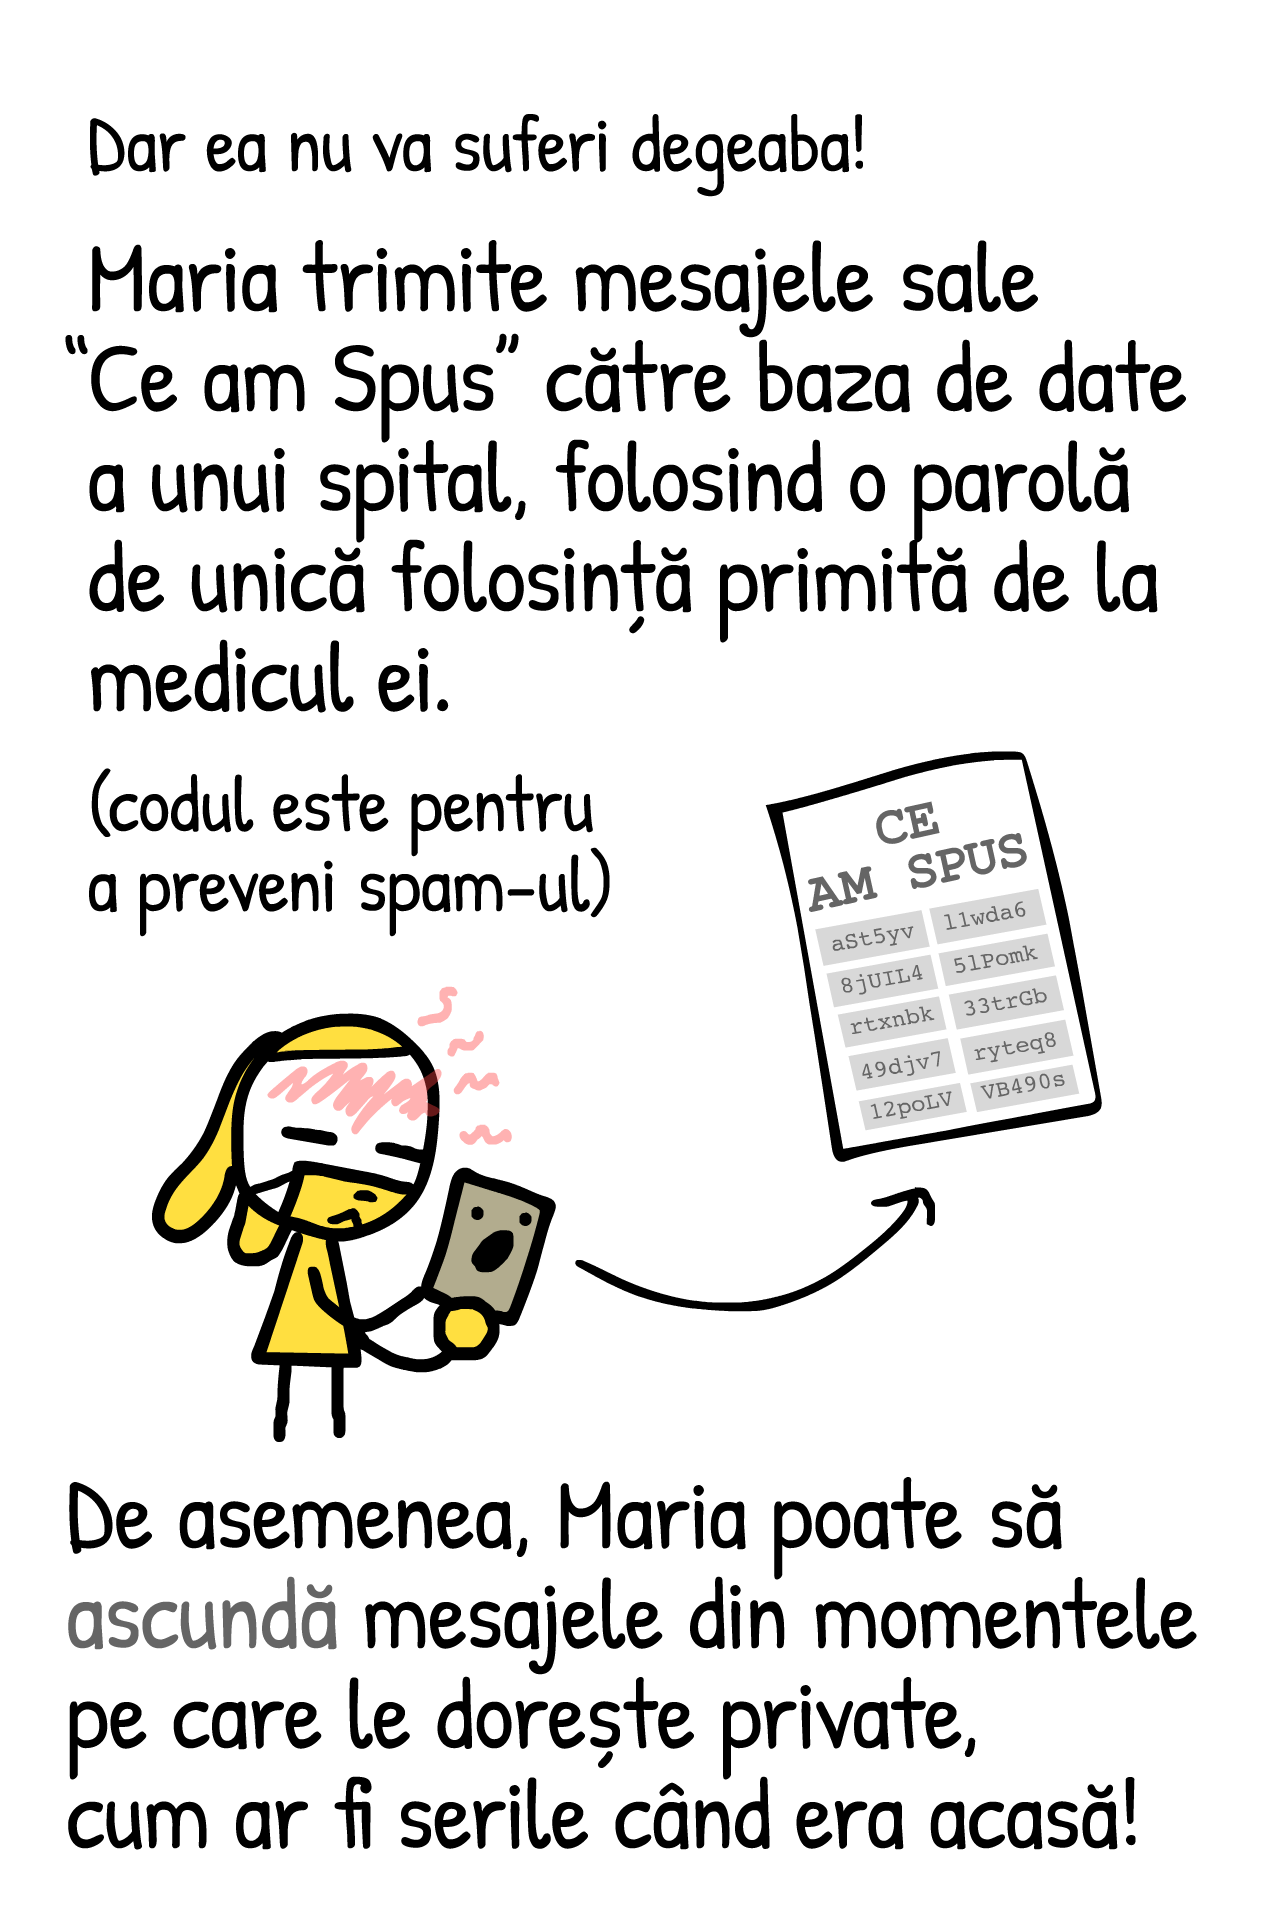 Dar ea nu va suferi degeaba!
Maria trimite mesajele sale
“Ce am Spus” către baza de date
a unui spital, folosind o parolă
de unică folosință primită de la
medicul ei.
(codul este pentru
a preveni spam-ul)
CE
AM SPUS
aSt5yv l1wda6
8jUIL4 5lPomk
rtxnbk 33trGb
49djv7 ryteq8
12poLV VB490s
De asemenea, Maria poate să
ascundă mesajele din momentele
pe care le dorește private,
cum ar fi serile când era acasă!